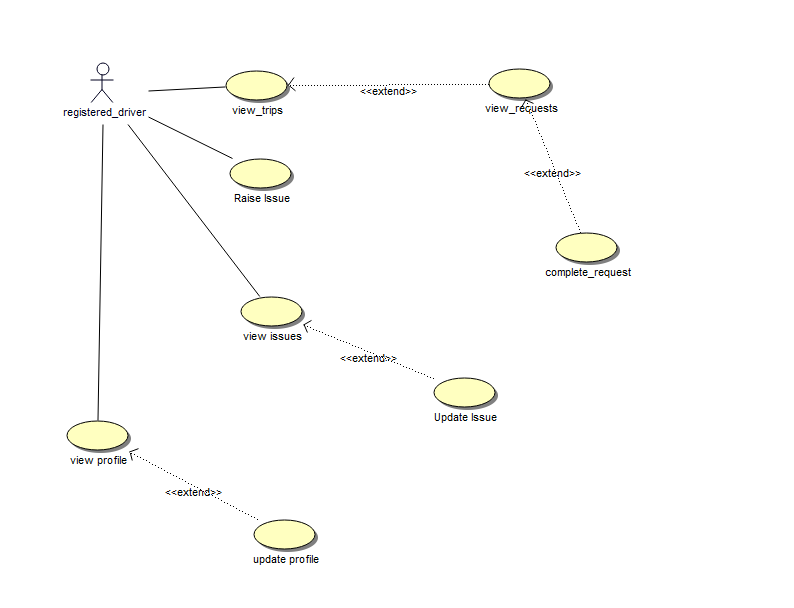 registered_driver
view_trips
<<extend>>
view_requests
<<extend>>
Raise Issue
complete_request
view issues
<<extend>>
Update Issue
view profile
<<extend>>
update profile